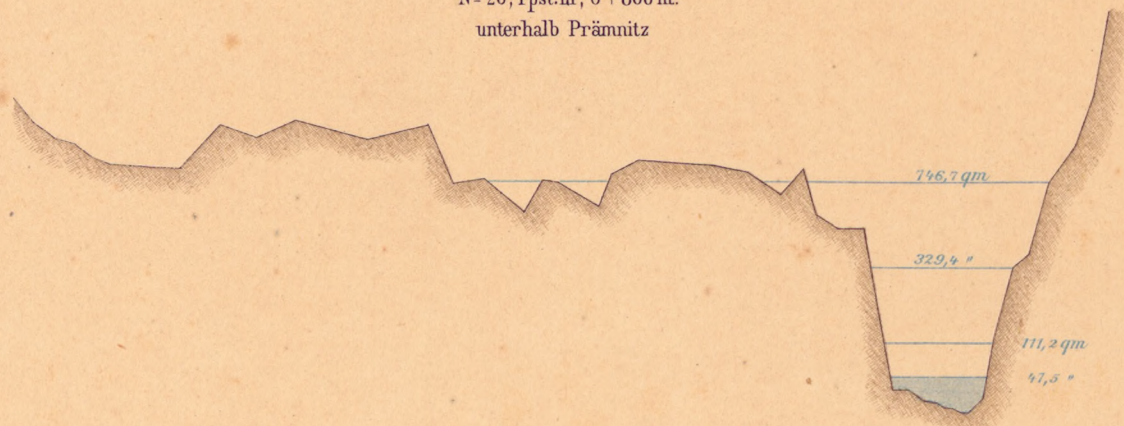 unterhalb Prämnitz
746,7 qm
329,4 "
111,2 qm
47,5 "